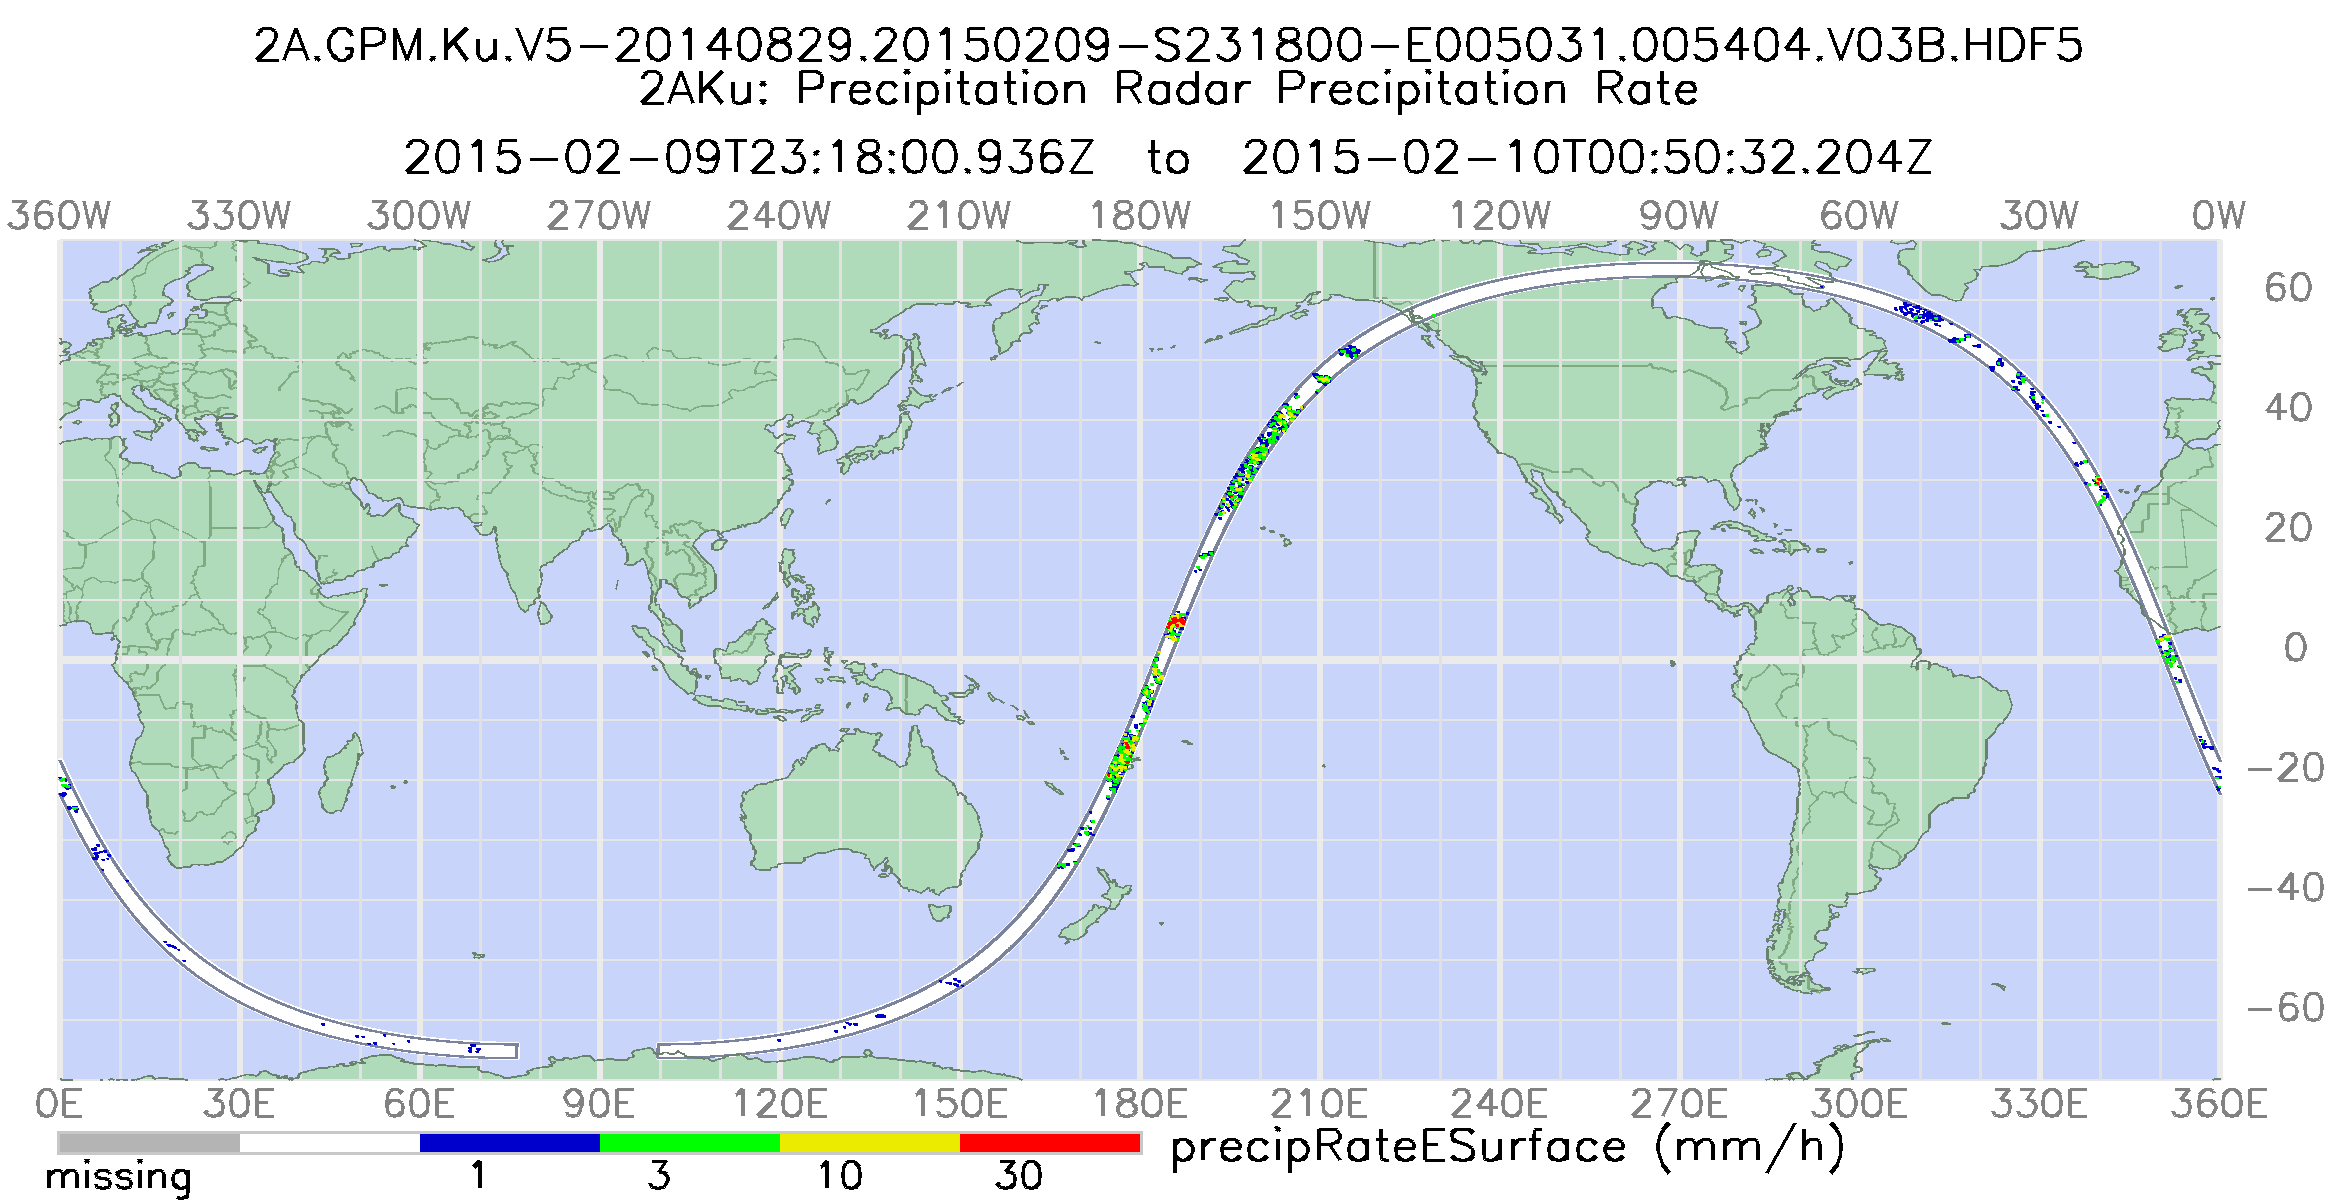 2A.GPM.Ku.V5-20140829.20150209-S231800-E005031.005404.V03B.HDF5
2AKu: Precipitation Radar Precipitation Rate
2015-02-09T23:18:00.936Z to 2015-02-10T00:50:32.204Z
360W 330W 300W 270W 240W 210W 180W 150W 120W 90W 60W 30W 0W
60
40
20
0
-20
-40
-60
0E 30E 60E 90E 120E 150E 180E 210E 240E 270E 300E 330E 360E
precipRateESurface (mm/h)
missing 1 3 10 30